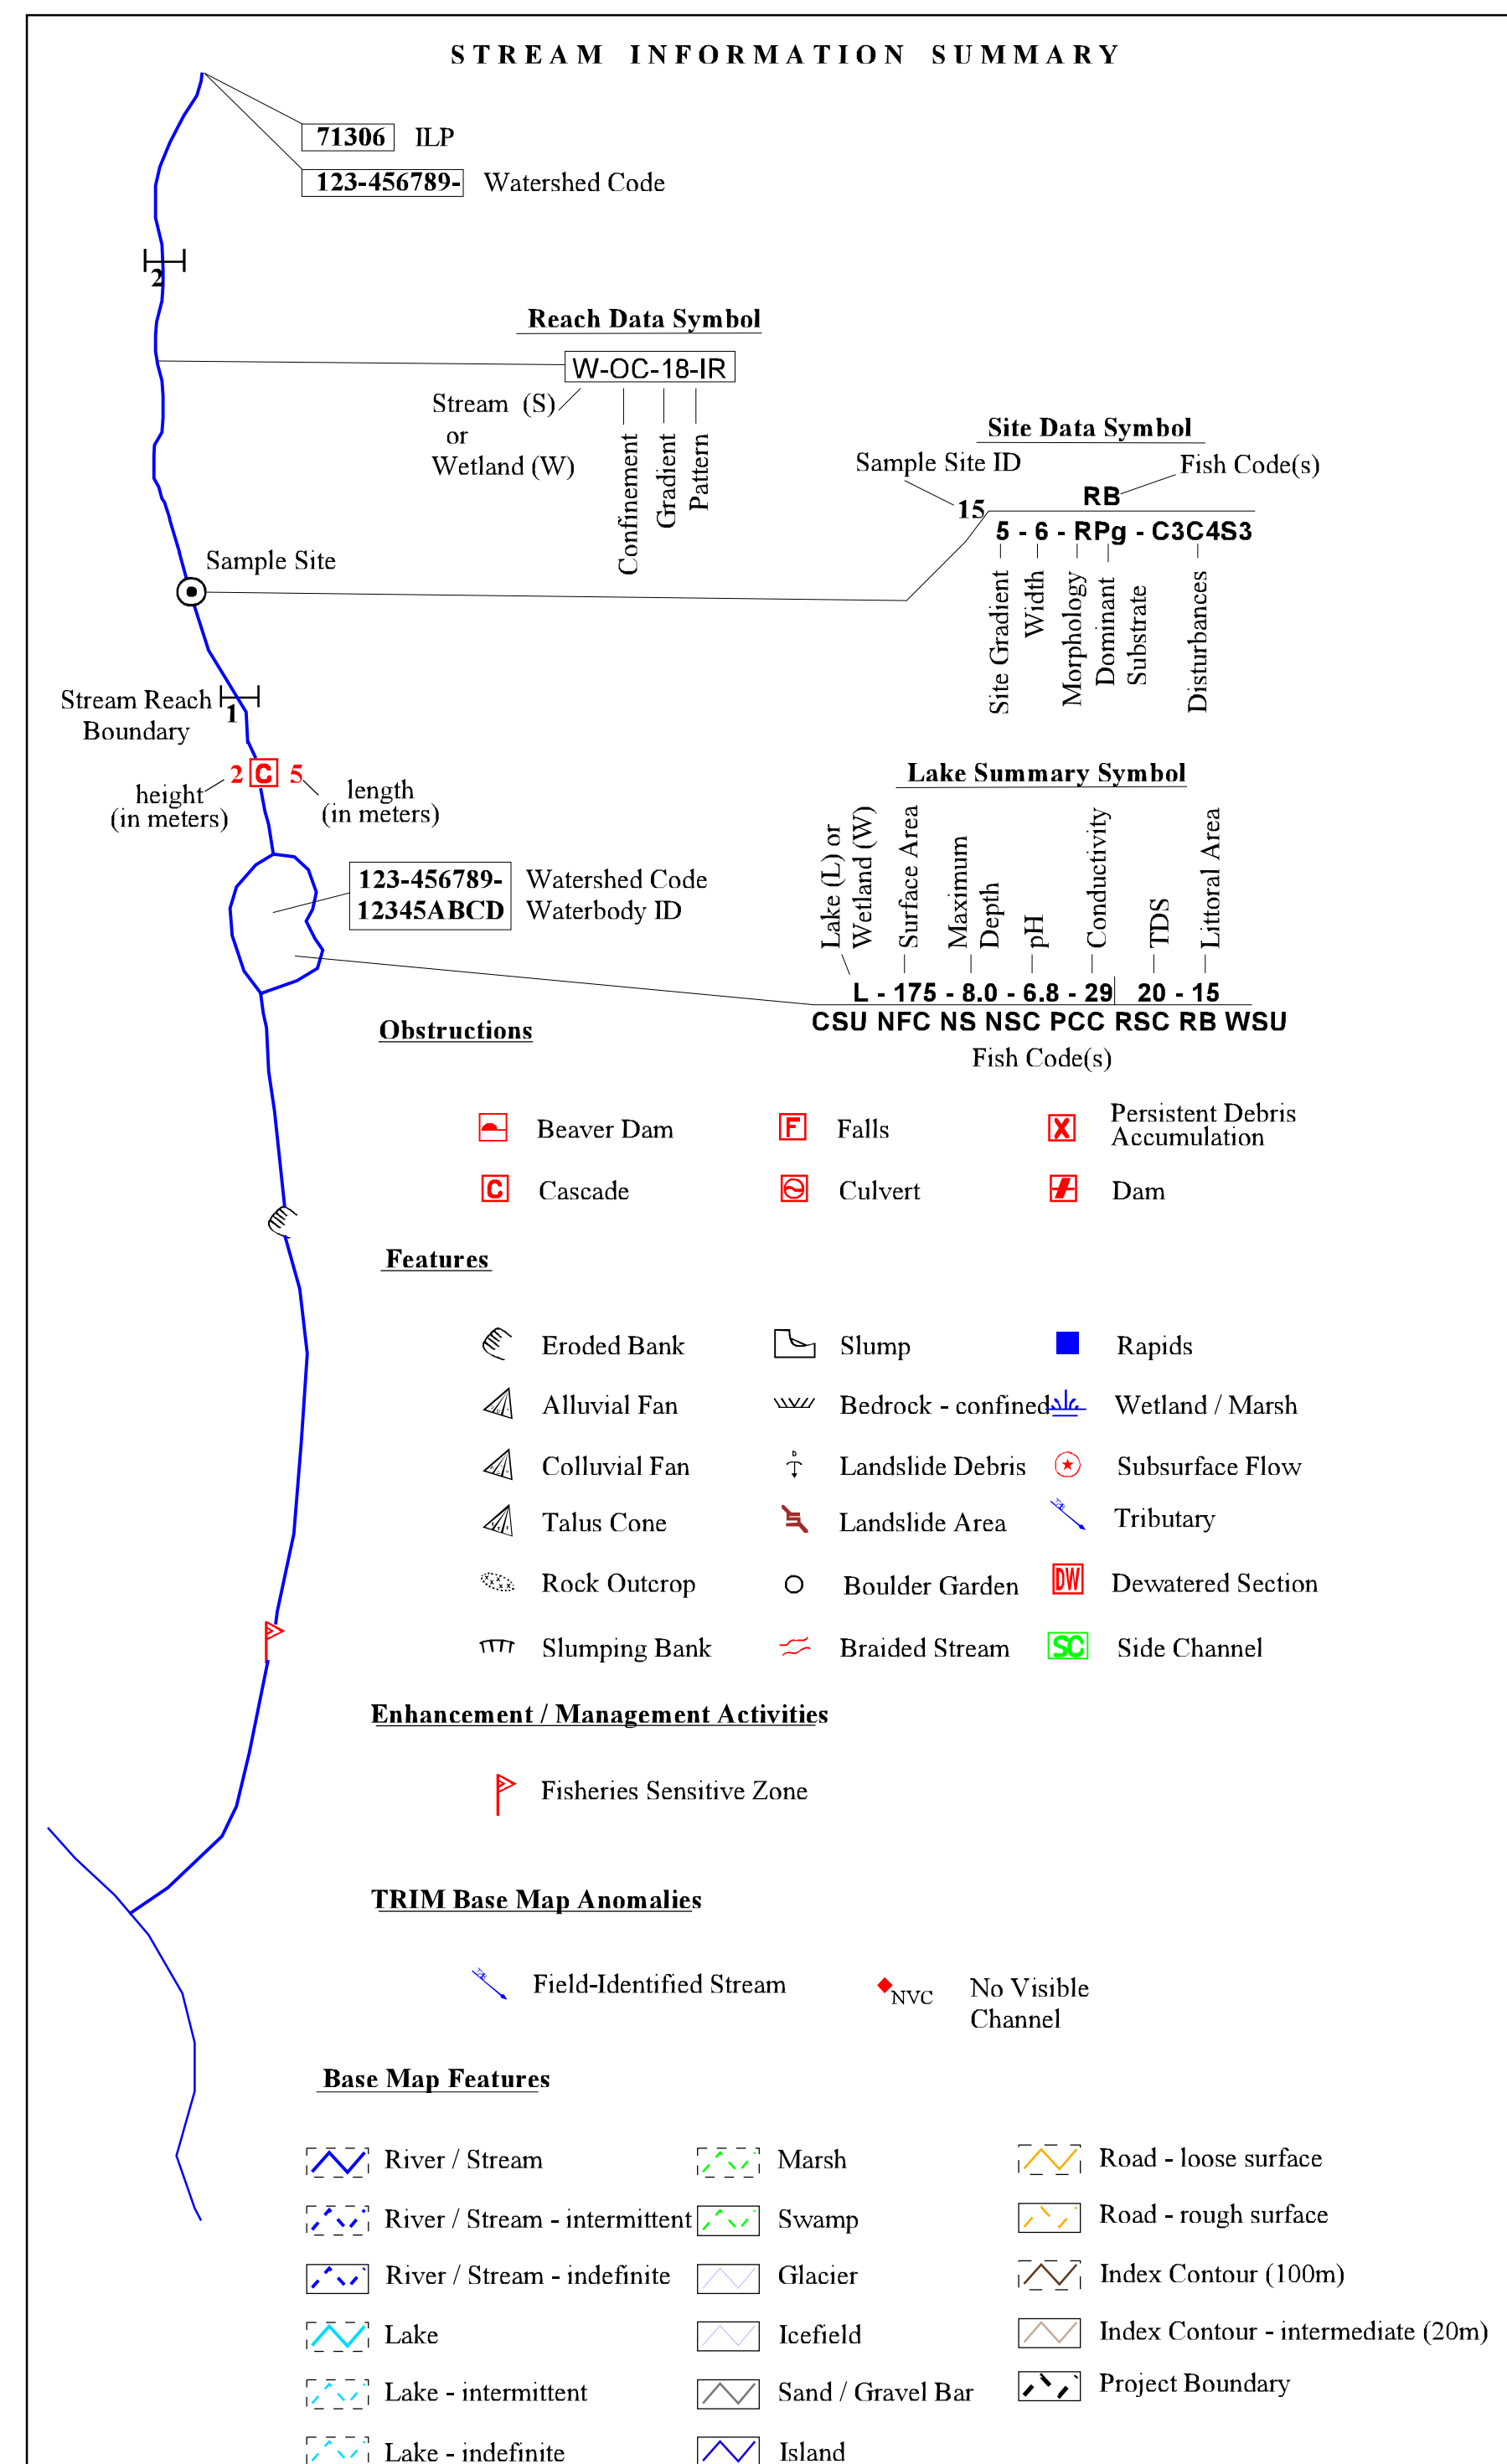 STREAM INFORMATION SUMMARY
71306 ILP
123-456789- Watershed Code
2
Reach Data Symbol
W-OC-18-IR
Stream (S)
or
Wetland (W)
Confinement
Gradient
Pattern
Site Data Symbol
Sample Site ID
Fish Code(s)
15
RB
5 - 6 - RPg - C3C4S3
Site Gradient
Width
Morphology
Dominant
Substrate
Disturbances
Sample Site
Stream Reach
Boundary
1
2 C 5
height
(in meters)
length
(in meters)
123-456789- Watershed Code
12345ABCD Waterbody ID
Lake Summary Symbol
Lake (L) or
Wetland (W)
Surface Area
Maximum
Depth
pH
Conductivity
TDS
Littoral Area
L - 175 - 8.0 - 6.8 - 29 20 - 15
CSU NFC NS NSC PCC RSC RB WSU
Fish Code(s)
Obstructions
Beaver Dam
F Falls
X Persistent Debris
Accumulation
C Cascade
Culvert
Dam
Features
Eroded Bank
Slump
Rapids
Alluvial Fan
Bedrock - confined
Wetland / Marsh
Colluvial Fan
D Landslide Debris
Subsurface Flow
Talus Cone
Landslide Area
Tributary
Rock Outcrop
Boulder Garden
DW Dewatered Section
Slumping Bank
Braided Stream
SC Side Channel
Enhancement / Management Activities
Fisheries Sensitive Zone
TRIM Base Map Anomalies
Field-Identified Stream
NVC No Visible
Channel
Base Map Features
River / Stream
Marsh
Road - loose surface
River / Stream - intermittent
Swamp
Road - rough surface
River / Stream - indefinite
Glacier
Index Contour (100m)
Lake
Icefield
Index Contour - intermediate (20m)
Lake - intermittent
Sand / Gravel Bar
Project Boundary
Lake - indefinite
Island